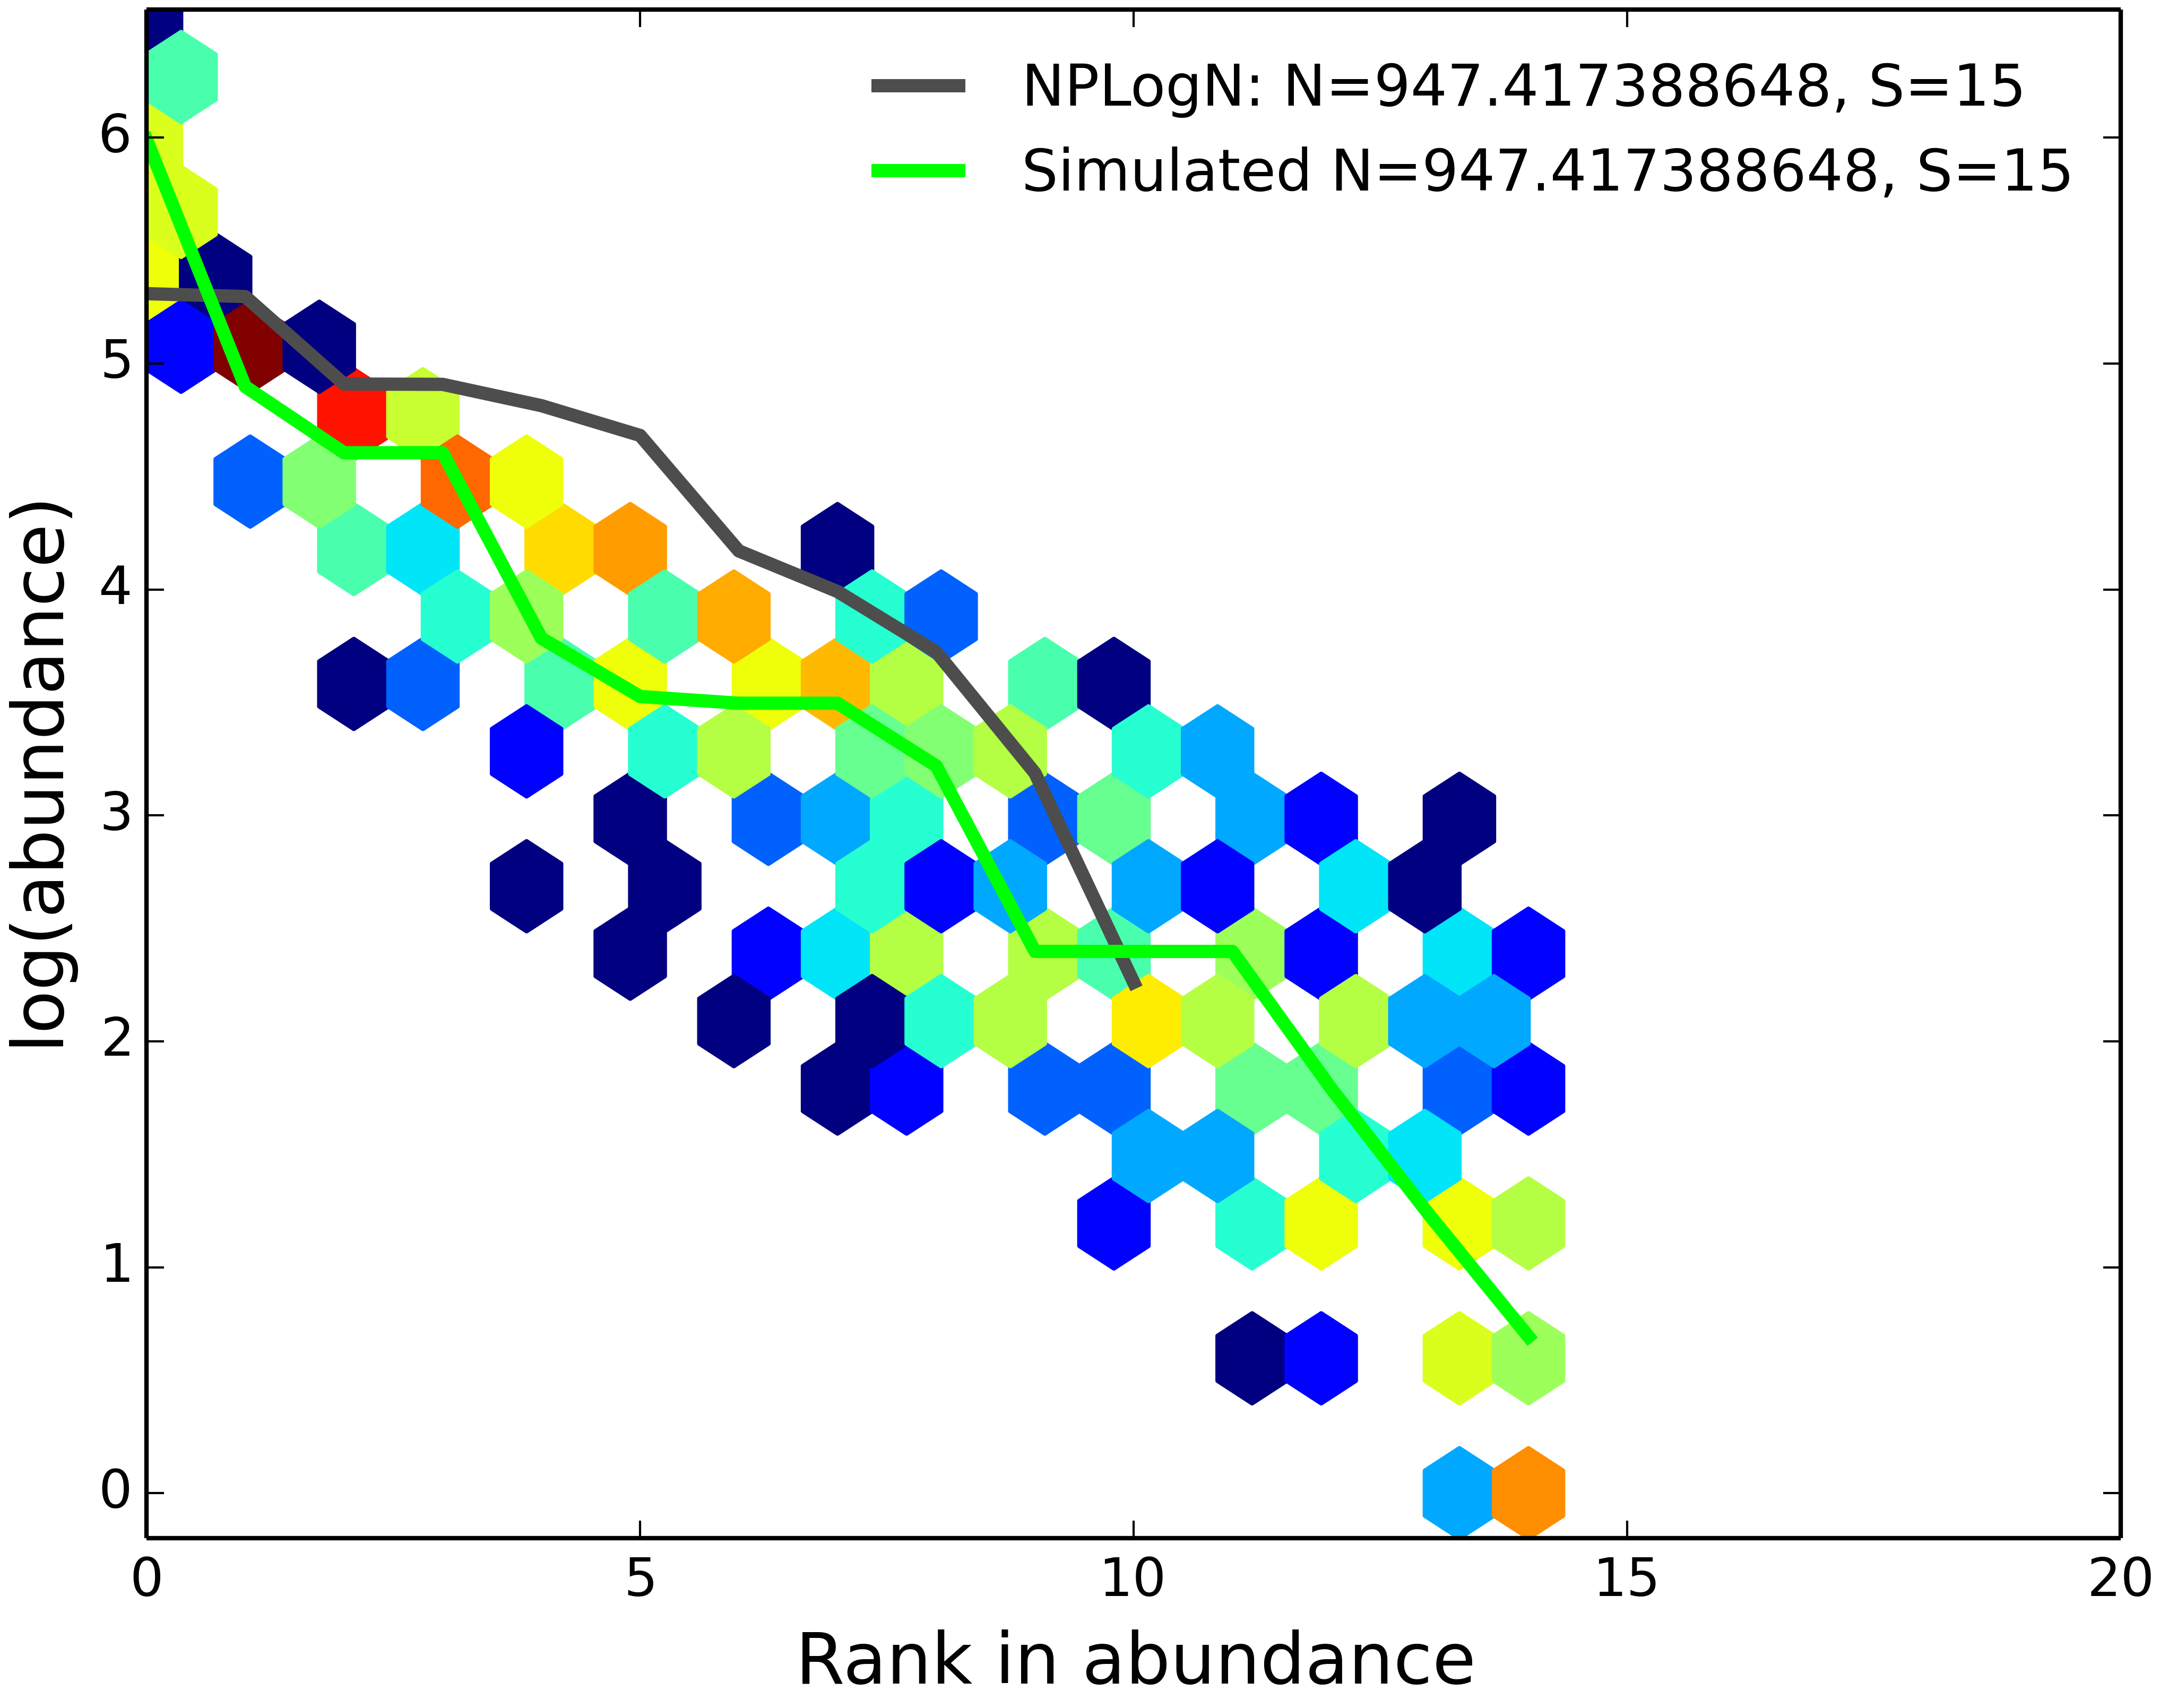 NPLogN: N=947.417388648, S=15
Simulated N=947.417388648, S=15
6
5
4
3
2
1
0
log(abundance)
0 5 10 15 20
Rank in abundance